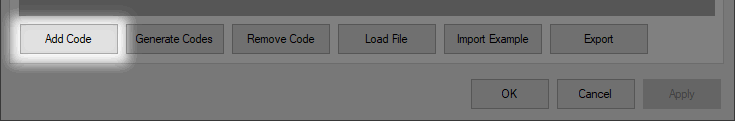 Add Code Generate Codes Remove Code Load File Import Example Export
OK Cancel Apply